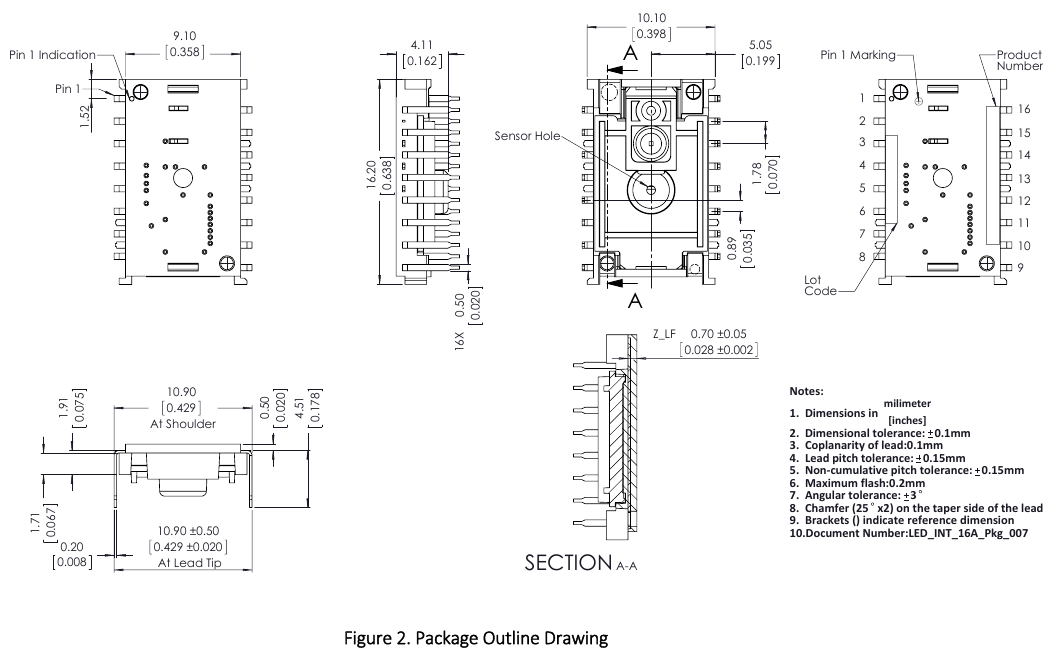 9.10
[0.358]
Pin 1 Indication
Pin 1
1.52
4.11
[0.162]
16.20
[0.638]
16X 0.50
[0.020]
10.10
[0.398]
A
5.05
[0.199]
Sensor Hole
1.78
[0.070]
0.89
[0.035]
A
Pin 1 Marking
Product
Number
1
2
3
4
5
6
7
8
16
15
14
13
12
11
10
9
Lot
Code
Z_LF 0.70 ±0.05
[0.028 ±0.002]
SECTION A-A
1.91
[0.075]
10.90
[0.429]
At Shoulder
0.50
[0.020]
4.51
[0.178]
1.71
[0.067]
0.20
[0.008]
10.90 ±0.50
[0.429 ±0.020]
At Lead Tip
Notes:
1. Dimensions in milimeter
[inches]
2. Dimensional tolerance: ±0.1mm
3. Coplanarity of lead:0.1mm
4. Lead pitch tolerance: ±0.15mm
5. Non-cumulative pitch tolerance: ±0.15mm
6. Maximum flash:0.2mm
7. Angular tolerance: ±3°
8. Chamfer (25° x2) on the taper side of the lead
9. Brackets () indicate reference dimension
10.Document Number:LED_INT_16A_Pkg_007
Figure 2. Package Outline Drawing